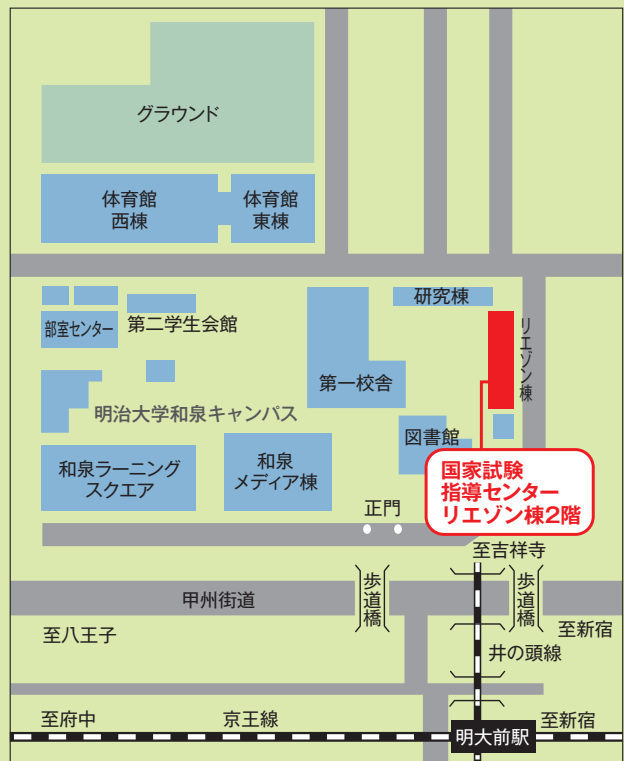 グラウンド
体育館
西棟
体育館
東棟
研究棟
部室センター
第二学生会館
リエゾン棟
第一校舎
明治大学和泉キャンパス
図書館
和泉ラーニング
スクエア
和泉
メディア棟
国家試験
指導センター
リエゾン棟2階
正門
至吉祥寺
歩道橋
歩道橋
甲州街道
至八王子
至新宿
井の頭線
至府中
京王線
明大前駅
至新宿